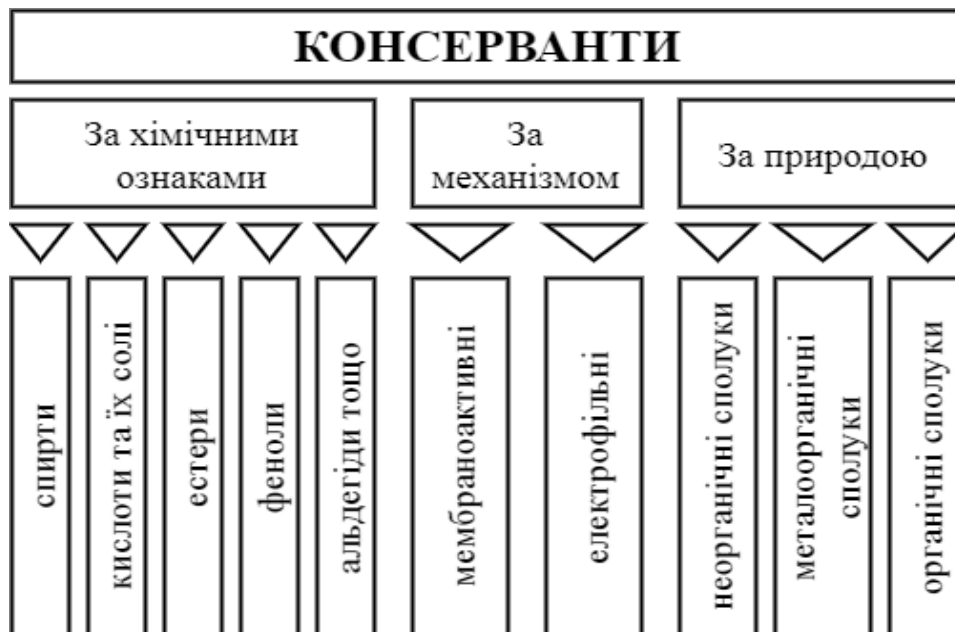 КОНСЕРВАНТИ
За хімічними
ознаками
За
механізмом
За природою
спирти
кислоти та їх солі
естери
феноли
альдегіди тощо
мембраноактивні
електрофільні
неорганічні сполуки
металоорганічні
сполуки
органічні сполуки